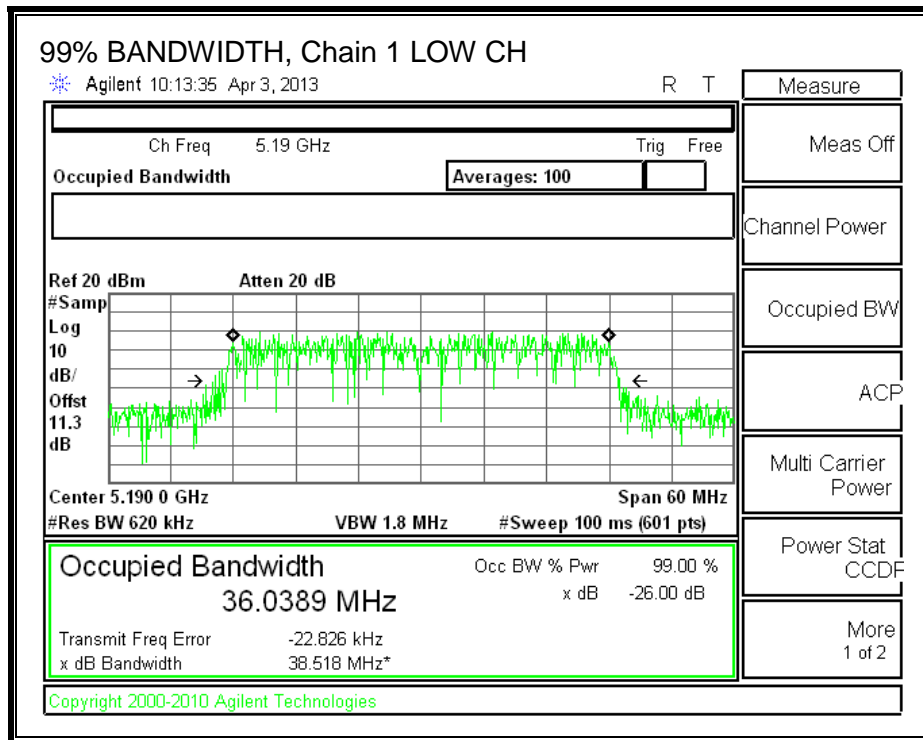 99% BANDWIDTH, Chain 1 LOW CH
Agilent 10:13:35 Apr 3, 2013 R T
Measure
Ch Freq 5.19 GHz Trig Free
Meas Off
Occupied Bandwidth Averages: 100
Channel Power
Ref 20 dBm Atten 20 dB
#Samp
Log
10
dB/
Offst
11.3
dB
Occupied BW
ACP
Center 5.190 0 GHz Span 60 MHz
#Res BW 620 kHz VBW 1.8 MHz #Sweep 100 ms (601 pts)
Multi Carrier
Power
Occupied Bandwidth Occ BW % Pwr 99.00 %
36.0389 MHz x dB -26.00 dB
Transmit Freq Error -22.826 kHz
x dB Bandwidth 38.518 MHz*
Power Stat
CCDF
More
1 of 2
Copyright 2000-2010 Agilent Technologies